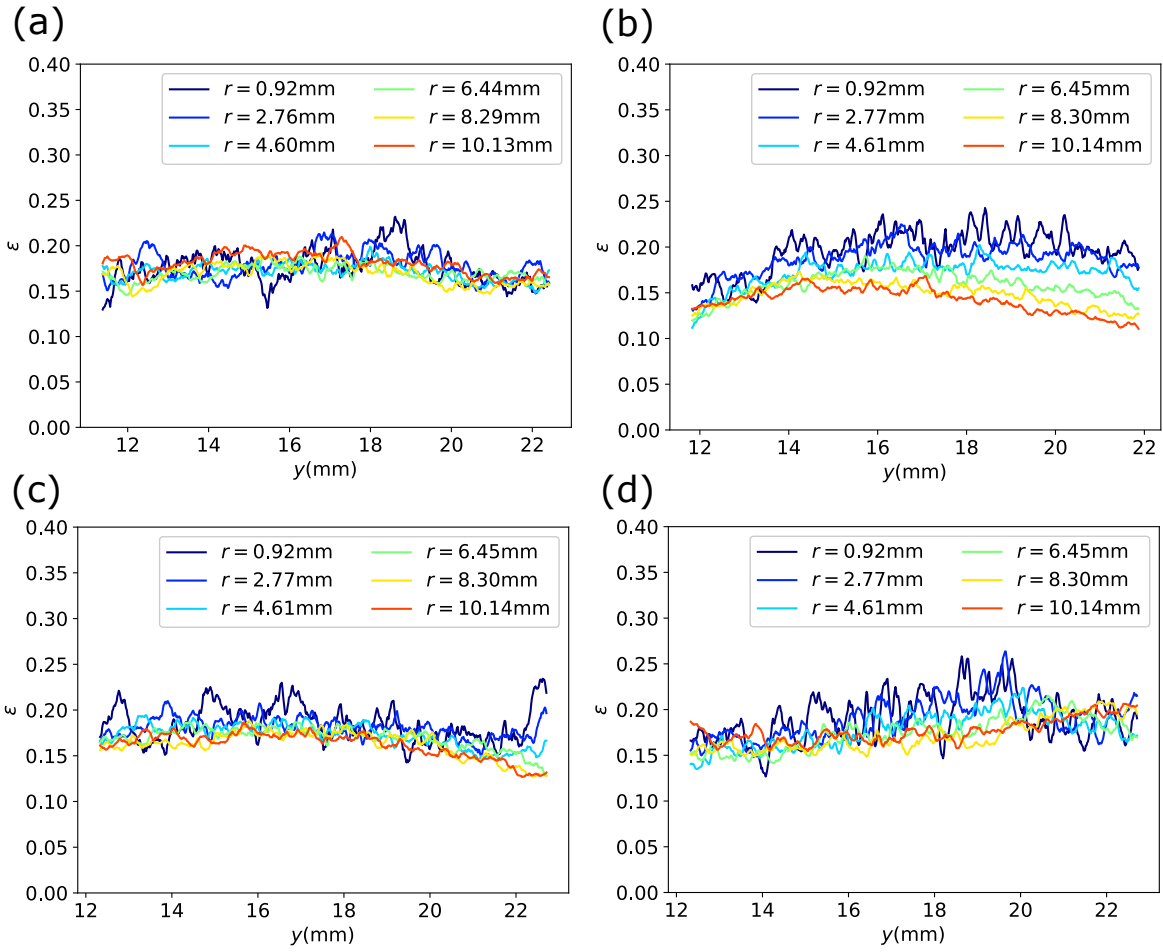 (a)
0.40
0.35
0.30
0.25
0.20
0.15
0.10
0.05
0.00
ε
r = 0.92mm
r = 2.76mm
r = 4.60mm
r = 6.44mm
r = 8.29mm
r = 10.13mm
12 14 16 18 20 22
y(mm)
(b)
0.40
0.35
0.30
0.25
0.20
0.15
0.10
0.05
0.00
ε
r = 0.92mm
r = 2.77mm
r = 4.61mm
r = 6.45mm
r = 8.30mm
r = 10.14mm
12 14 16 18 20 22
y(mm)
(c)
0.40
0.35
0.30
0.25
0.20
0.15
0.10
0.05
0.00
ε
r = 0.92mm
r = 2.77mm
r = 4.61mm
r = 6.45mm
r = 8.30mm
r = 10.14mm
12 14 16 18 20 22
y(mm)
(d)
0.40
0.35
0.30
0.25
0.20
0.15
0.10
0.05
0.00
ε
r = 0.92mm
r = 2.77mm
r = 4.61mm
r = 6.45mm
r = 8.30mm
r = 10.14mm
12 14 16 18 20 22
y(mm)